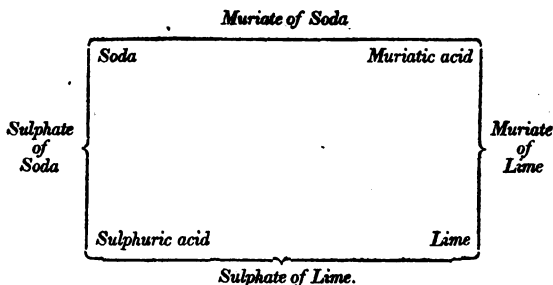 Muriate of Soda
Soda Muriatic acid
Sulphate
of
Soda
Muriate
of
Lime
Sulphuric acid Lime
Sulphate of Lime.